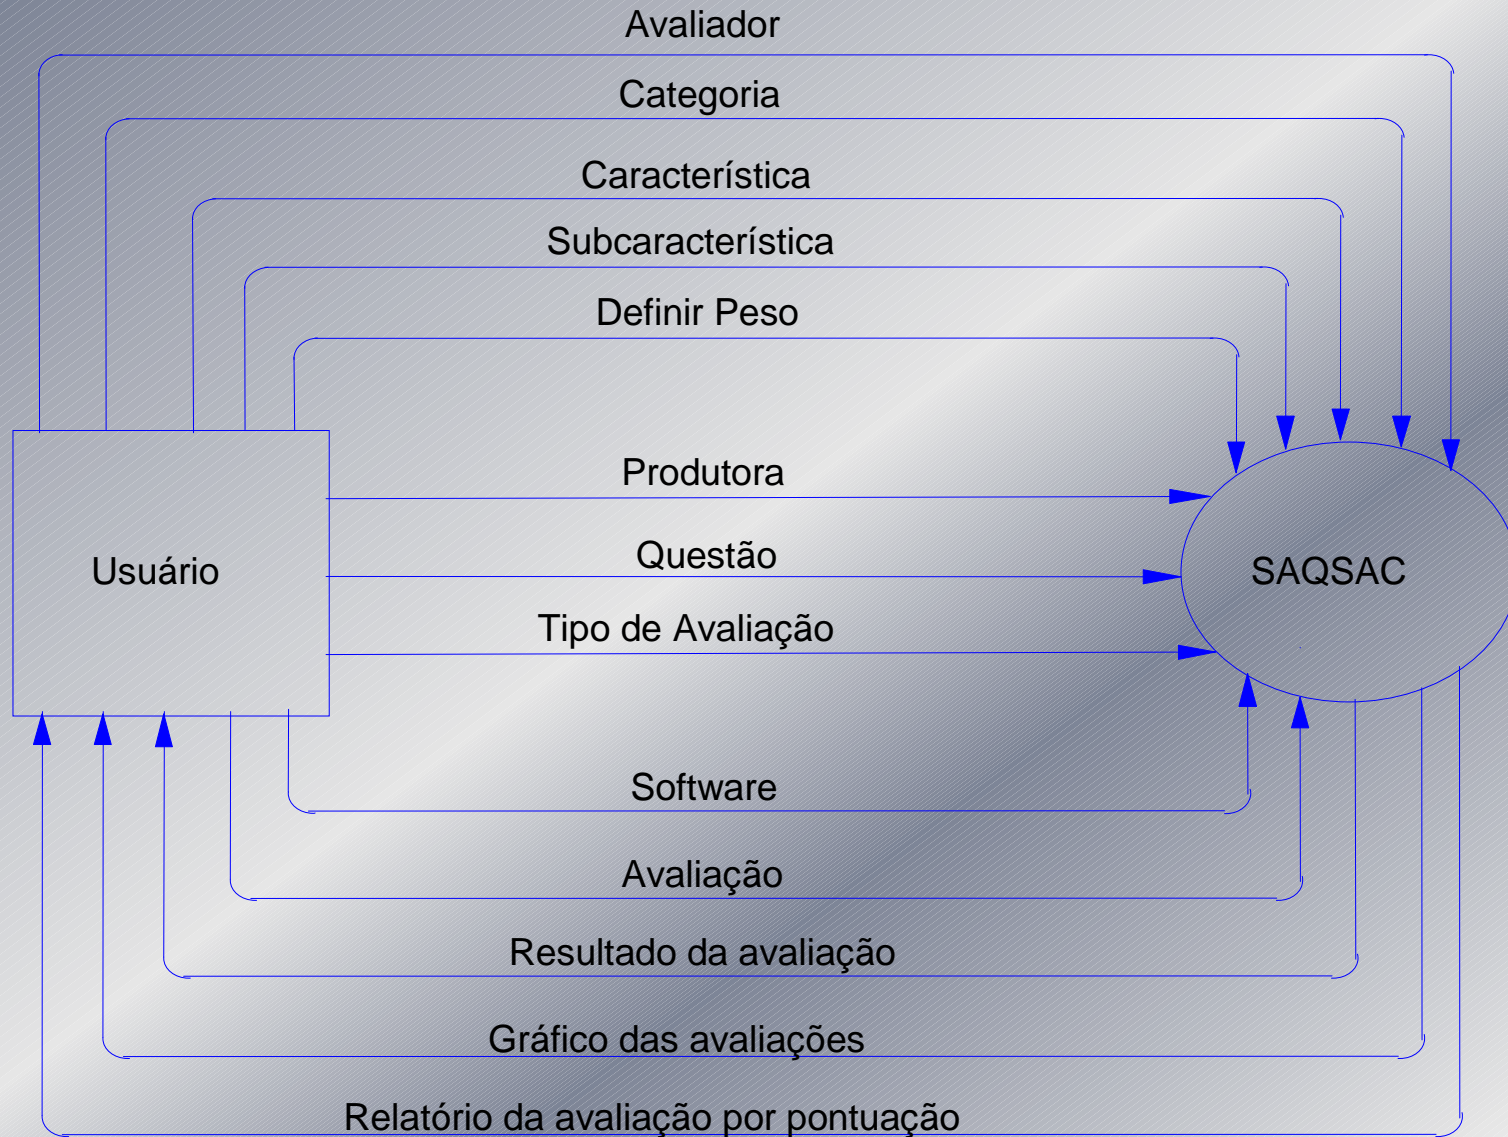 Avaliador
Categoria
Característica
Subcaracterística
Definir Peso
Produtora
Questão
Usuário
SAQSAC
Tipo de Avaliação
Software
Avaliação
Resultado da avaliação
Gráfico das avaliações
Relatório da avaliação por pontuação